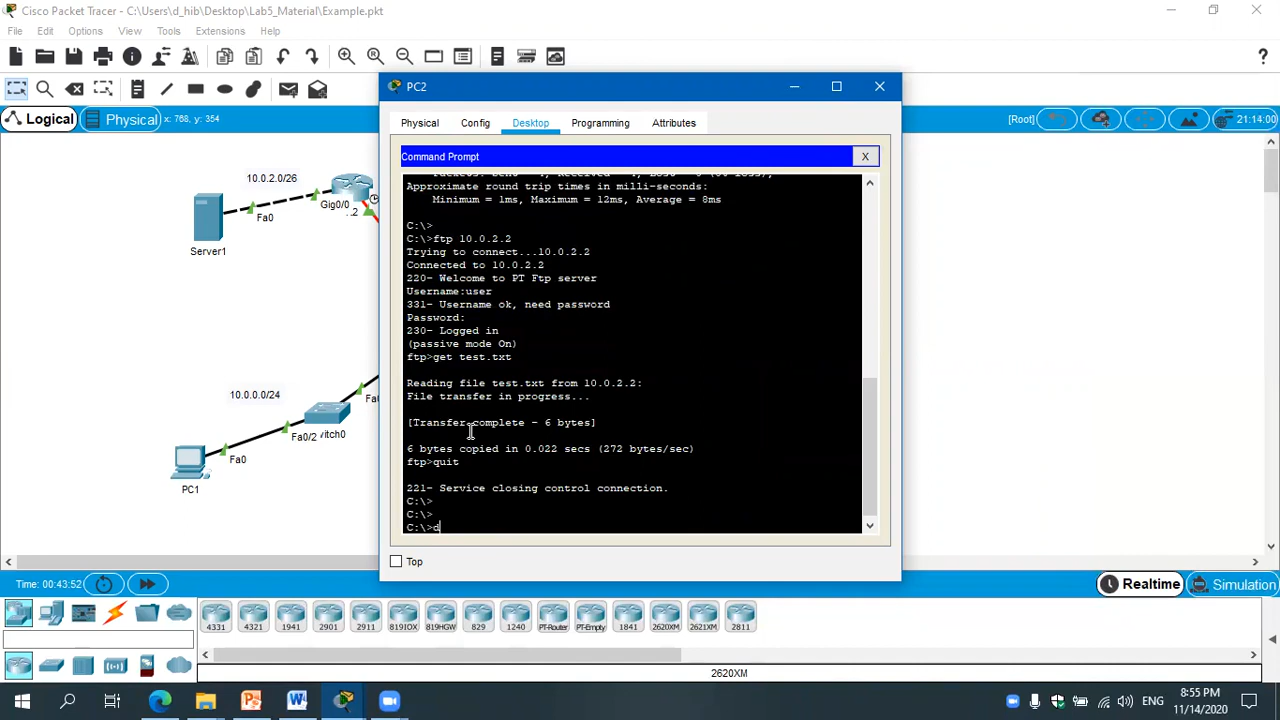 Cisco Packet Tracer - C:\Users\d_hib\Desktop\Lab5_Material\Example.pkt
File Edit Options View Tools Extensions Help
Logical
Physical
x: 768, y: 354
[Root]
21:14:00
PC2
Physical Config Desktop Programming Attributes
Command Prompt
X
Approximate round trip times in milli-seconds:
Minimum = 1ms, Maximum = 12ms, Average = 8ms
C:\>
C:\>ftp 10.0.2.2
Trying to connect...10.0.2.2
Connected to 10.0.2.2
220- Welcome to PT Ftp server
Username:user
331- Username ok, need password
Password:
230- Logged in
(passive mode On)
ftp>get test.txt
Reading file test.txt from 10.0.2.2:
File transfer in progress...
[Transfer complete - 6 bytes]
6 bytes copied in 0.022 secs (272 bytes/sec)
ftp>quit
221- Service closing control connection.
C:\>
C:\>
C:\>d
Top
10.0.2.0/26
Gig0/0
.2
Fa0
Server1
10.0.0.0/24
Fa0/2
Fa0
PC1
Time: 00:43:52
Realtime
Simulation
4331 4321 1941 2901 2911 819IOX 819HGW 829 1240 PT-Router PT-Empty 1841 2620XM 2621XM 2811
2620XM
ENG
8:55 PM
11/14/2020